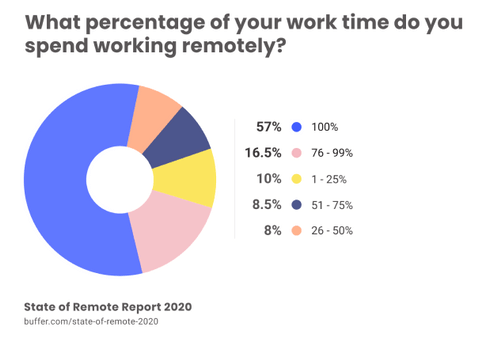 What percentage of your work time do you
spend working remotely?
57% 100%
16.5% 76 - 99%
10% 1 - 25%
8.5% 51 - 75%
8% 26 - 50%
State of Remote Report 2020
buffer.com/state-of-remote-2020